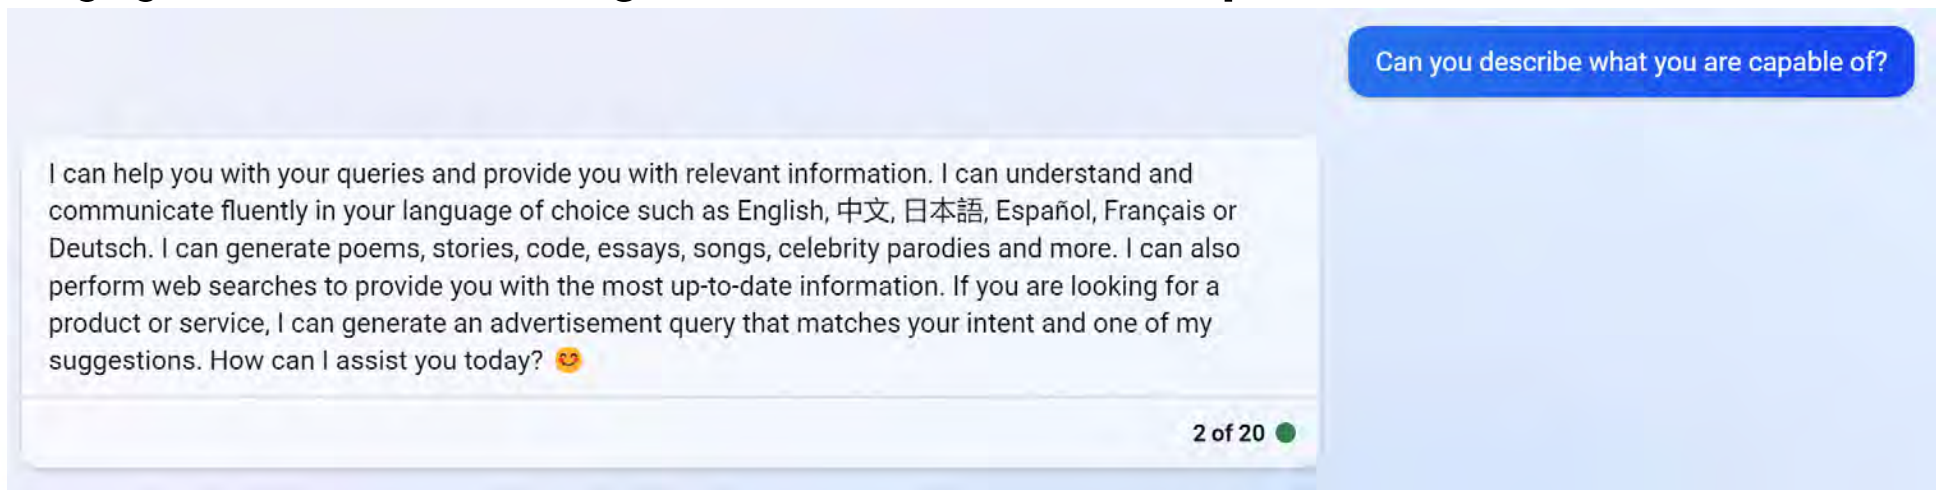 Can you describe what you are capable of?
I can help you with your queries and provide you with relevant information. I can understand and
communicate fluently in your language of choice such as English, 中文, 日本語, Español, Français or
Deutsch. I can generate poems, stories, code, essays, songs, celebrity parodies and more. I can also
perform web searches to provide you with the most up-to-date information. If you are looking for a
product or service, I can generate an advertisement query that matches your intent and one of my
suggestions. How can I assist you today? 😊
2 of 20